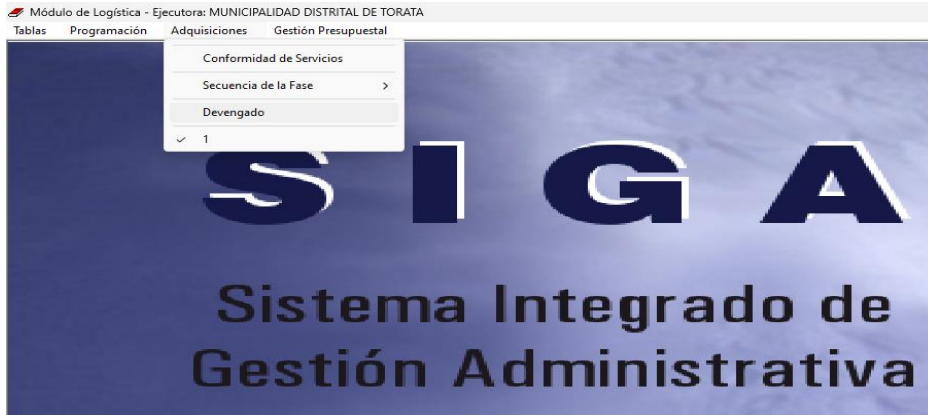 Módulo de Logística - Ejecutora: MUNICIPALIDAD DISTRITAL DE TORATA
Tablas Programación Adquisiciones Gestión Presupuestal
Conformidad de Servicios
Secuencia de la Fase
Devengado
1
SIGA
Sistema Integrado de
Gestión Administrativa